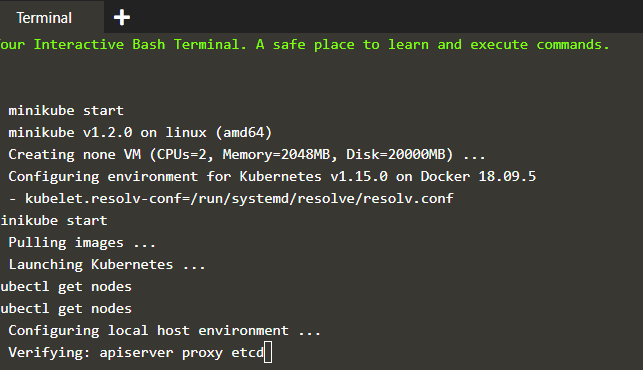 Terminal +
our Interactive Bash Terminal. A safe place to learn and execute commands.
minikube start
minikube v1.2.0 on linux (amd64)
Creating none VM (CPUs=2, Memory=2048MB, Disk=20000MB) ...
Configuring environment for Kubernetes v1.15.0 on Docker 18.09.5
- kubelet.resolv-conf=/run/systemd/resolve/resolv.conf
inikube start
Pulling images ...
Launching Kubernetes ...
ubectl get nodes
ubectl get nodes
Configuring local host environment ...
Verifying: apiserver proxy etcd